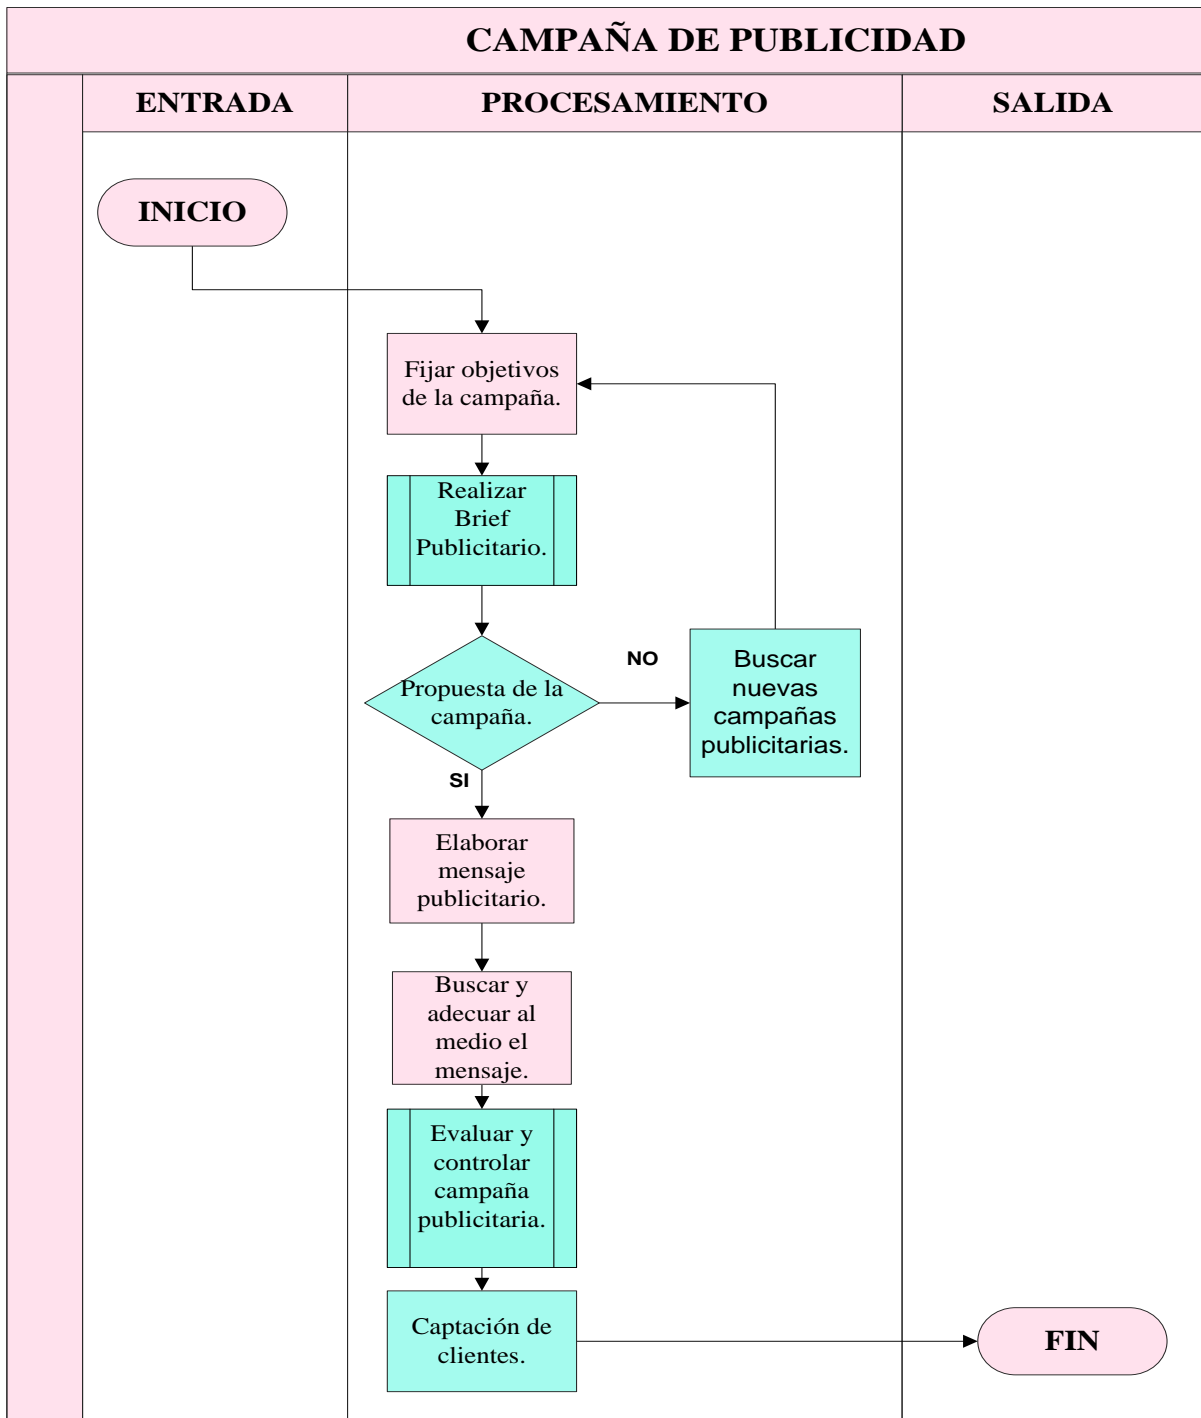 CAMPAÑA DE PUBLICIDAD
ENTRADA
PROCESAMIENTO
SALIDA
INICIO
Fijar objetivos
de la campaña.
Realizar
Brief
Publicitario.
Propuesta de la
campaña.
NO
Buscar
nuevas
campañas
publicitarias.
SI
Elaborar
mensaje
publicitario.
Buscar y
adecuar al
medio el
mensaje.
Evaluar y
controlar
campaña
publicitaria.
Captación de
clientes.
FIN